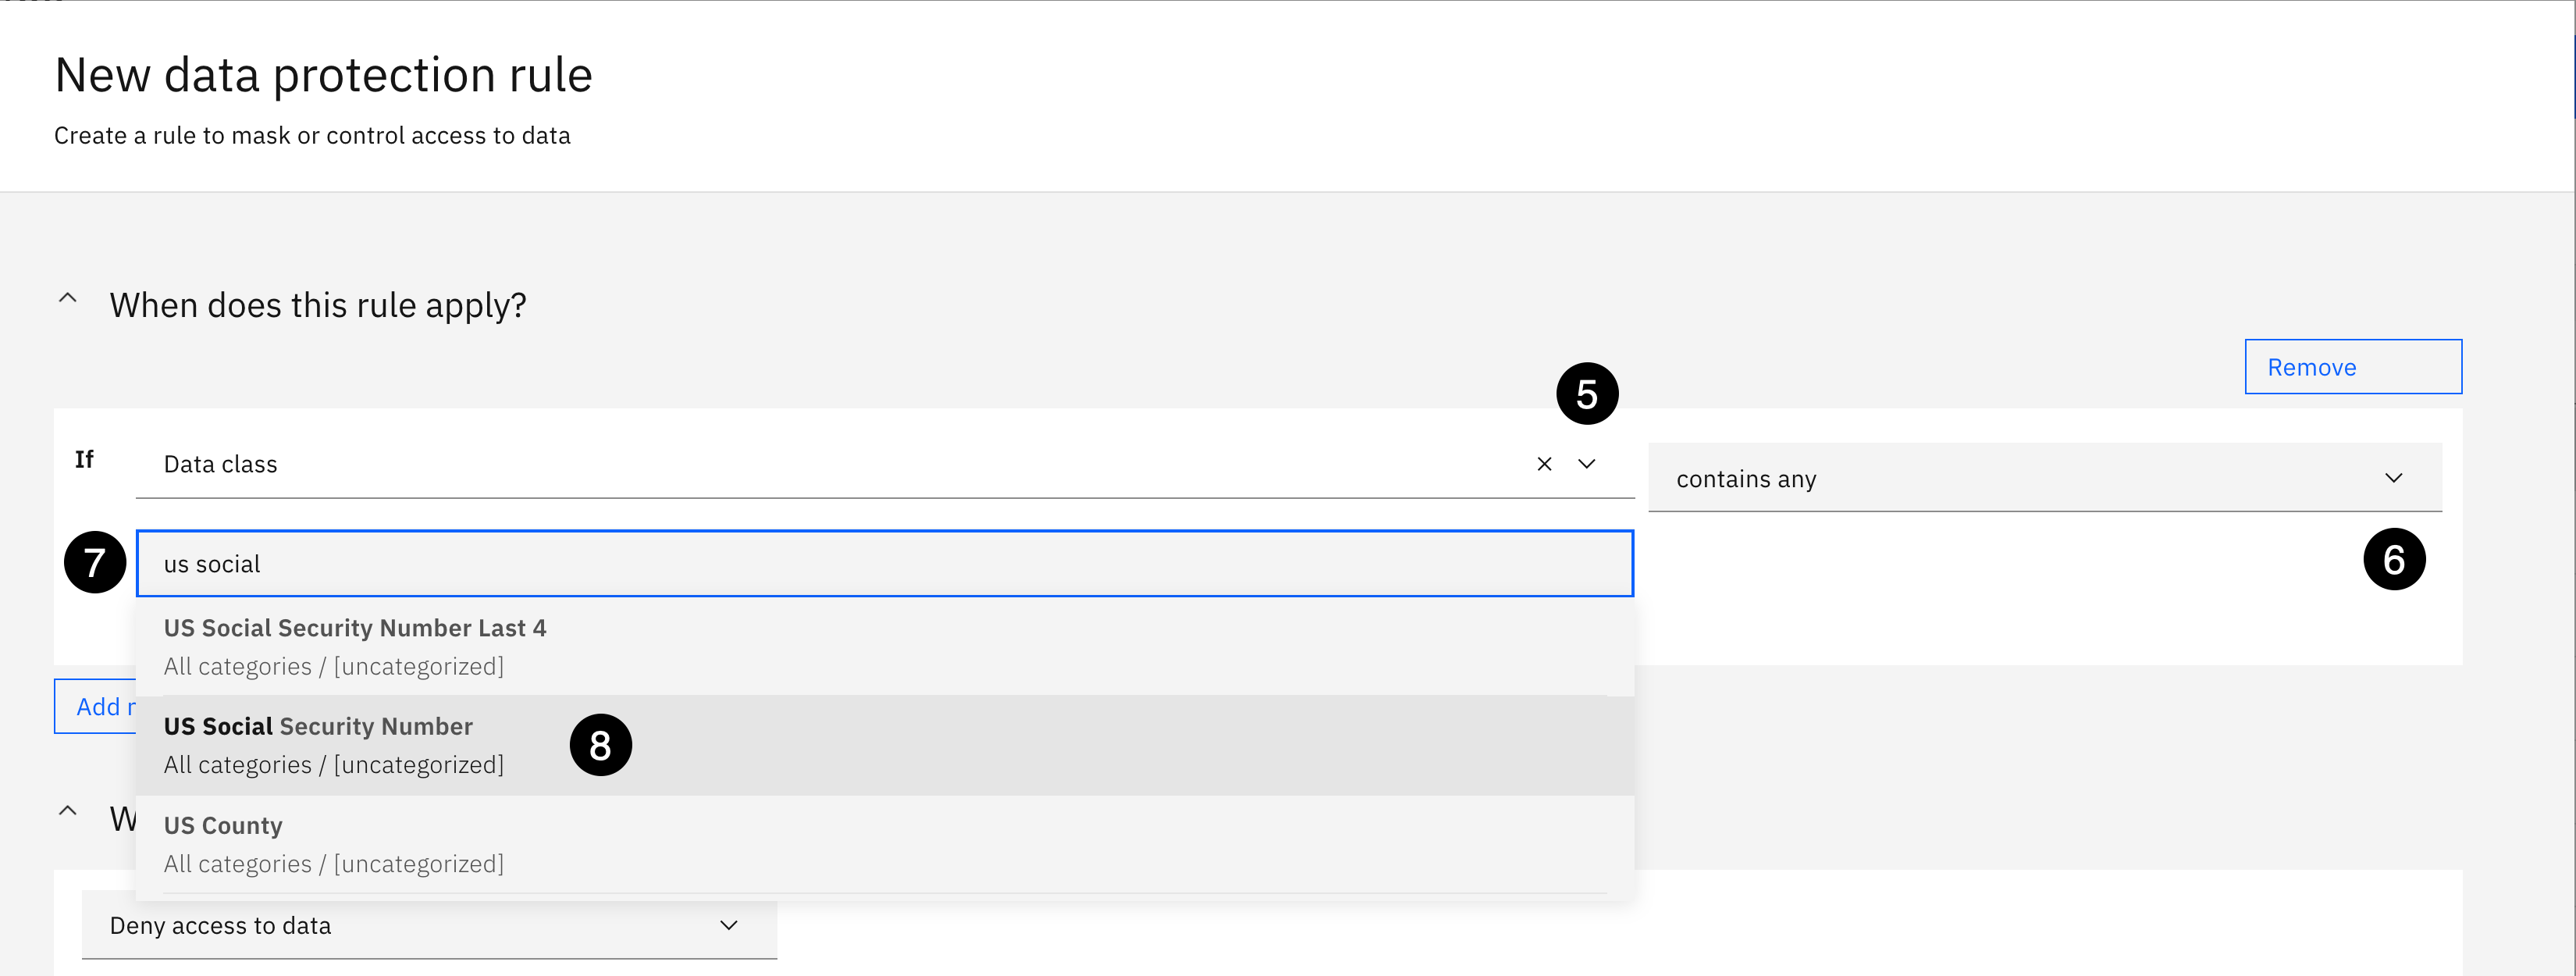 New data protection rule
Create a rule to mask or control access to data
When does this rule apply?
Remove
5
If
Data class
contains any
7
us social
6
US Social Security Number Last 4
All categories / [uncategorized]
Add
US Social Security Number
8
All categories / [uncategorized]
US County
All categories / [uncategorized]
Deny access to data